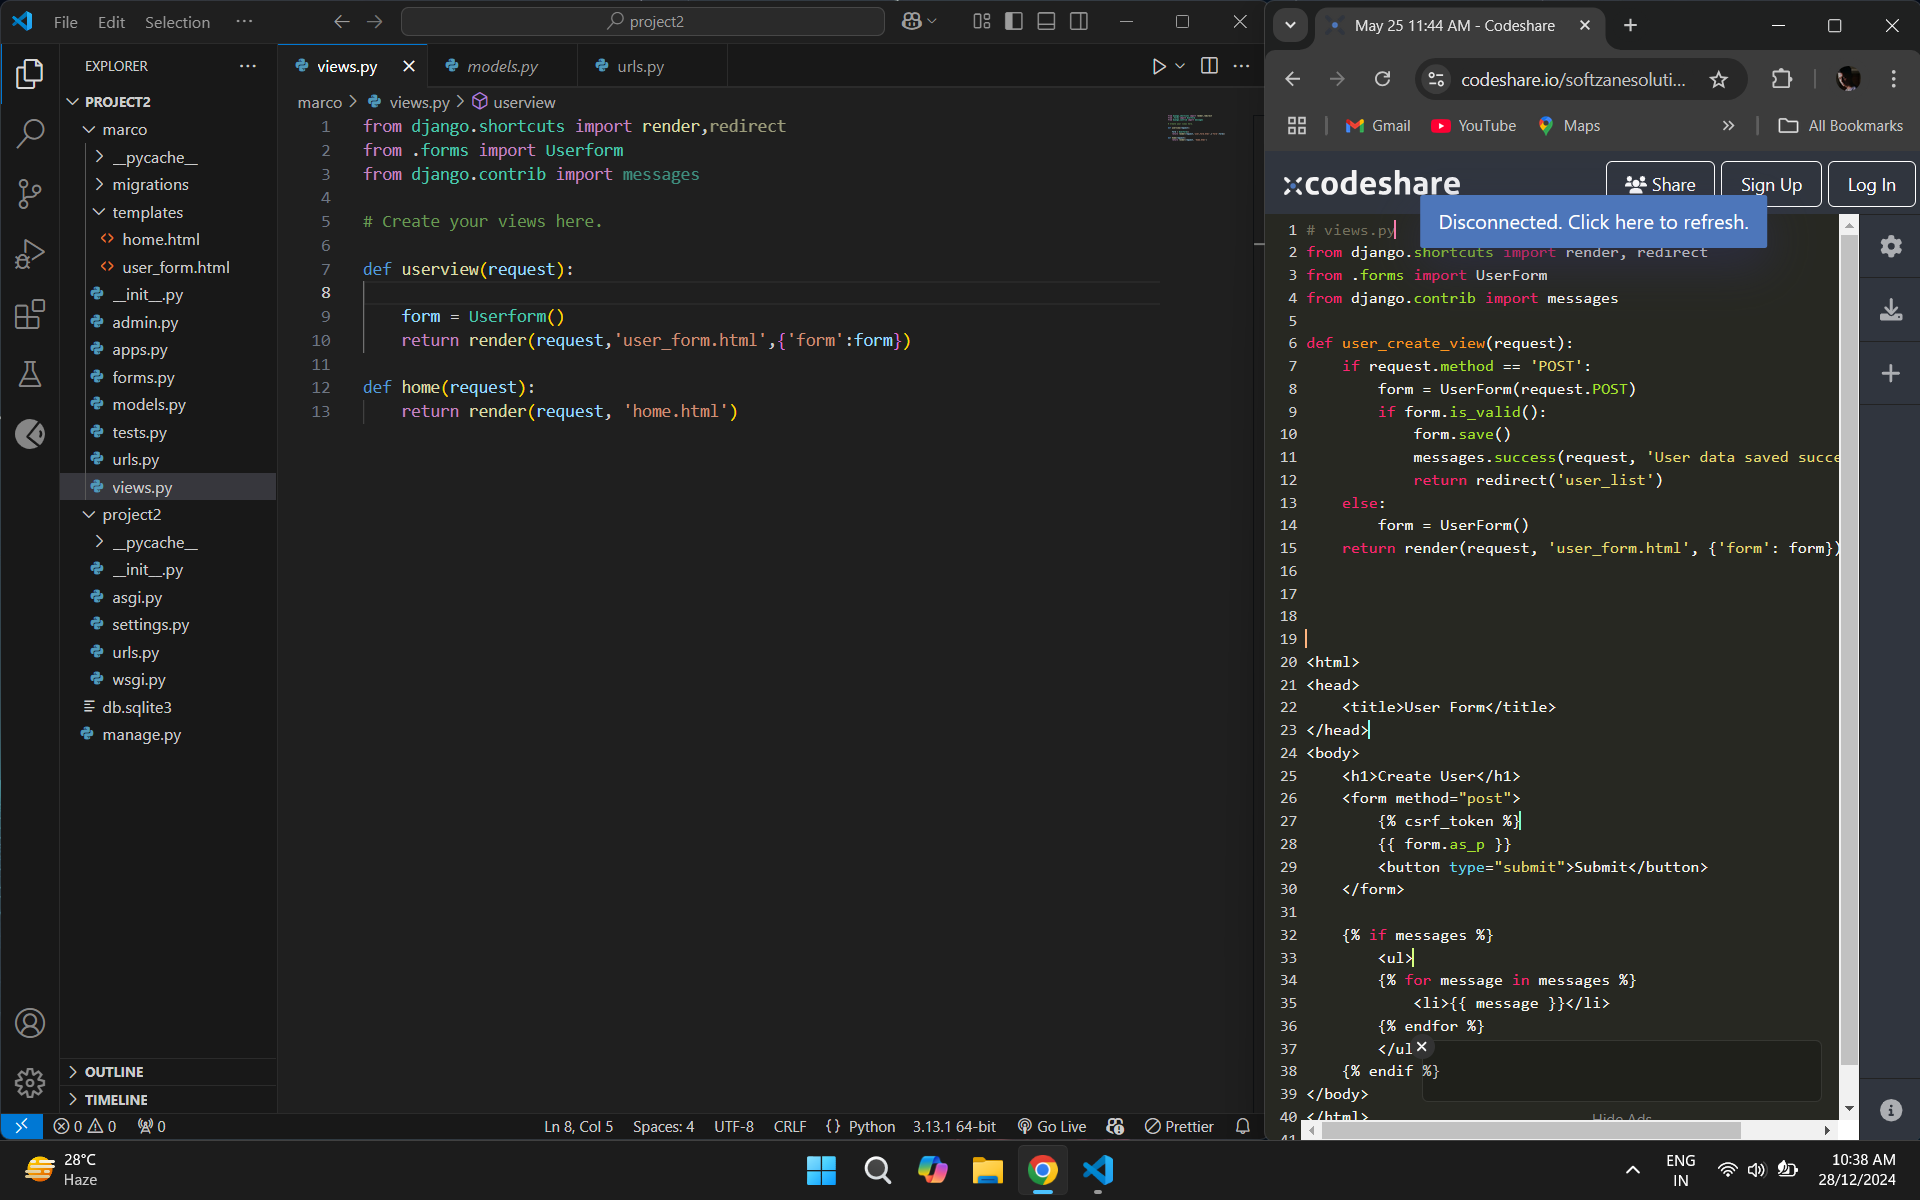 File Edit Selection ···
project2
EXPLORER ···
PROJECT2
marco
__pycache__
migrations
templates
home.html
user_form.html
__init__.py
admin.py
apps.py
forms.py
models.py
tests.py
urls.py
views.py
project2
__pycache__
__init__.py
asgi.py
settings.py
urls.py
wsgi.py
db.sqlite3
manage.py
OUTLINE
TIMELINE
views.py models.py urls.py
marco > views.py > userview
1 from django.shortcuts import render,redirect
2 from .forms import Userform
3 from django.contrib import messages
4
5 # Create your views here.
6
7 def userview(request):
8
9 form = Userform()
10 return render(request,'user_form.html',{'form':form})
11
12 def home(request):
13 return render(request, 'home.html')
0 0 0 Ln 8, Col 5 Spaces: 4 UTF-8 CRLF {} Python 3.13.1 64-bit Go Live Prettier
May 25 11:44 AM - Codeshare
codeshare.io/softzanesoluti...
Gmail YouTube Maps » All Bookmarks
codeshare Share Sign Up Log In
Disconnected. Click here to refresh.
1 # views.py
2 from django.shortcuts import render, redirect
3 from .forms import UserForm
4 from django.contrib import messages
5
6 def user_create_view(request):
7 if request.method == 'POST':
8 form = UserForm(request.POST)
9 if form.is_valid():
10 form.save()
11 messages.success(request, 'User data saved succe
12 return redirect('user_list')
13 else:
14 form = UserForm()
15 return render(request, 'user_form.html', {'form': form})
16
17
18
19
20 <html>
21 <head>
22 <title>User Form</title>
23 </head>
24 <body>
25 <h1>Create User</h1>
26 <form method="post">
27 {% csrf_token %}
28 {{ form.as_p }}
29 <button type="submit">Submit</button>
30 </form>
31
32 {% if messages %}
33 <ul>
34 {% for message in messages %}
35 <li>{{ message }}</li>
36 {% endfor %}
37 </ul
38 {% endif %}
39 </body>
40 </html>
41
Hide Ads
28°C
Haze
ENG
IN
10:38 AM
28/12/2024